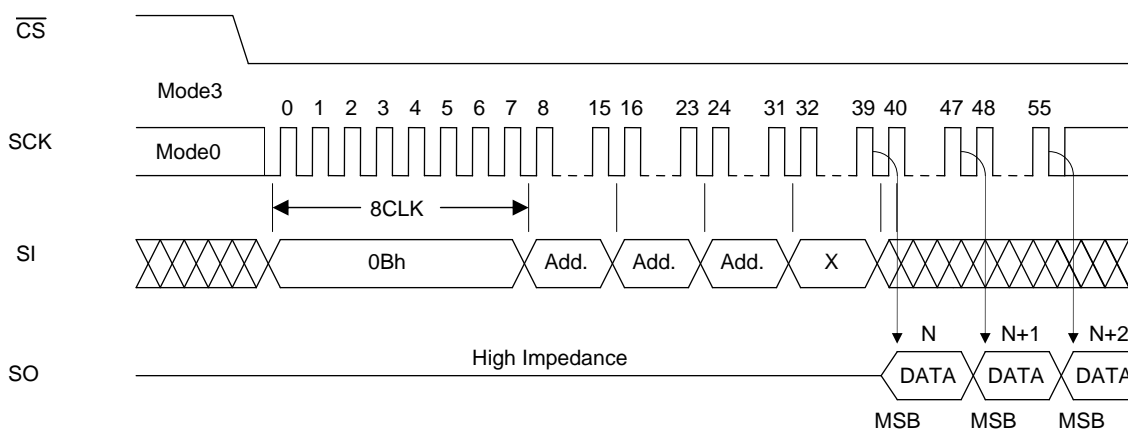 CS
Mode3
0 1 2 3 4 5 6 7 8 15 16 23 24 31 32 39 40 47 48 55
SCK
Mode0
8CLK
SI
0Bh Add. Add. Add. X
N N+1 N+2
High Impedance
SO
DATA DATA DATA
MSB MSB MSB